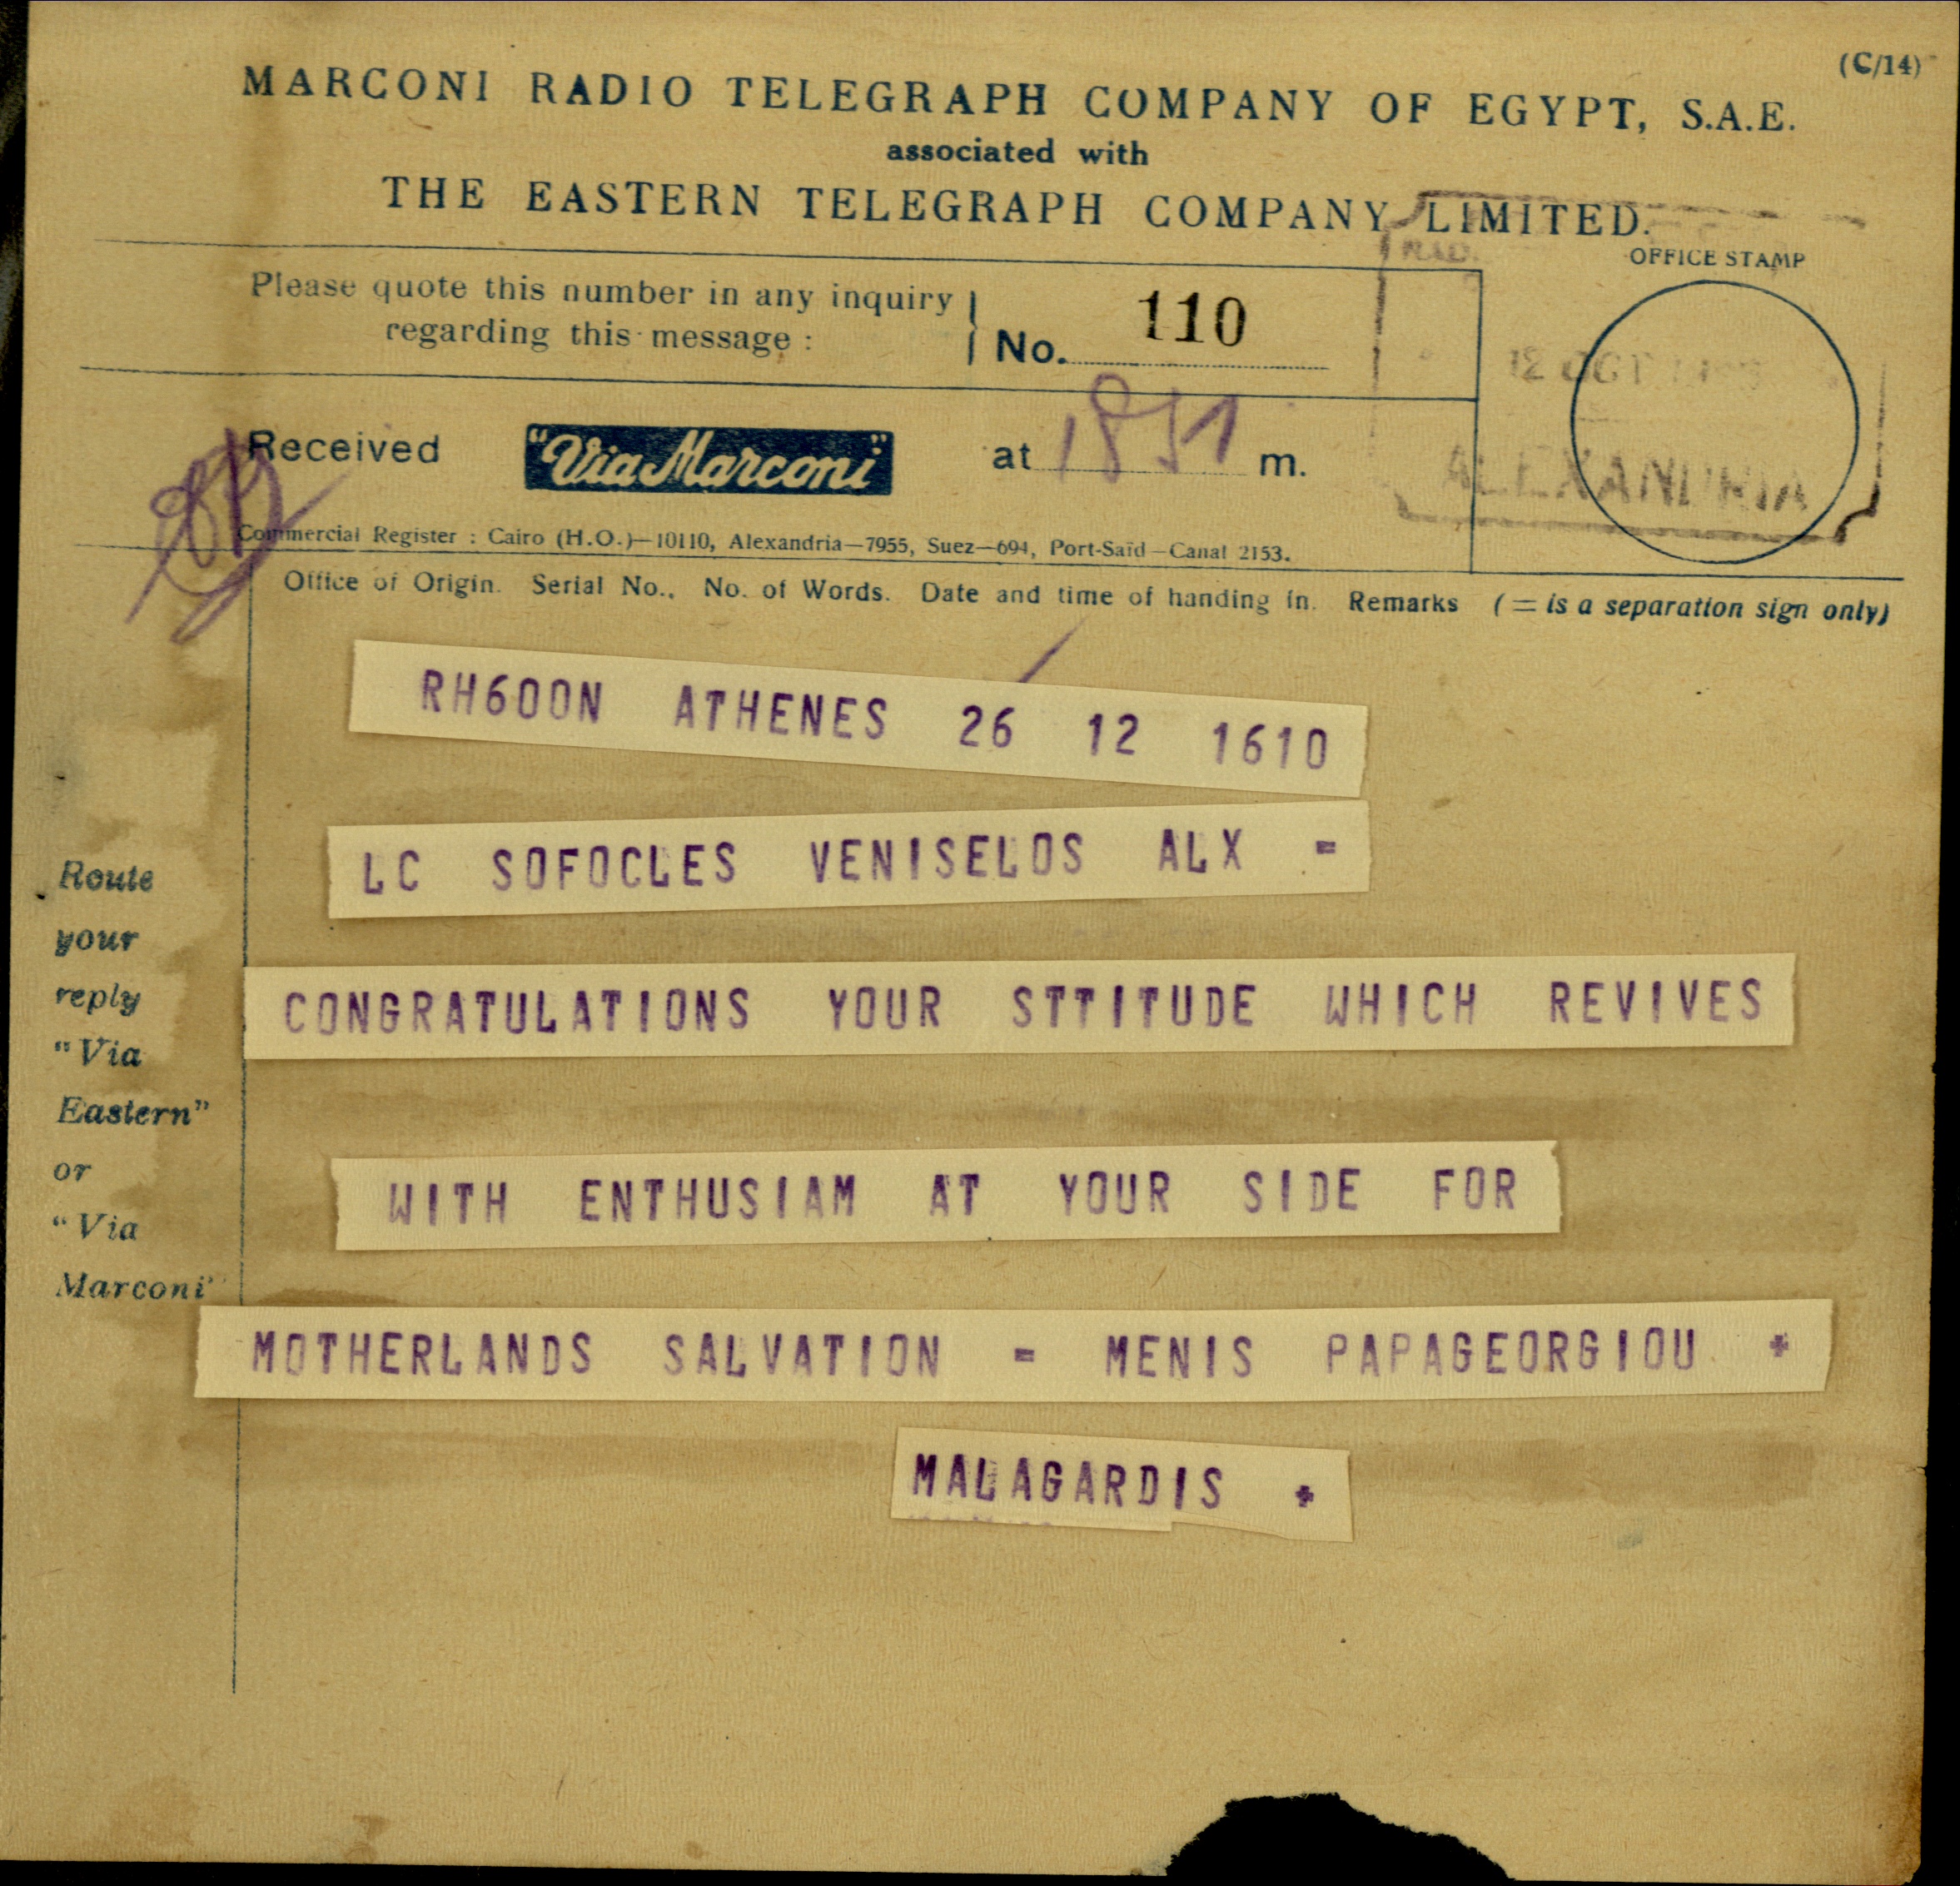 (C/14)
MARCONI RADIO TELEGRAPH COMPANY OF EGYPT, S.A.E.
associated with
THE EASTERN TELEGRAPH COMPANY LIMITED.
OFFICE STAMP
Please quote this number in any inquiry
regarding this message :
No. 110
12 OCT
ALEXANDRIA
Received "Via Marconi" at m.
Commercial Register : Cairo (H.O.)—10110, Alexandria—7955, Suez—694, Port-Saïd—Canal 2153.
Office of Origin. Serial No., No. of Words. Date and time of handing in. Remarks (= is a separation sign only)
RH600N ATHENES 26 12 1610
LC SOFOCLES VENISELOS ALX =
CONGRATULATIONS YOUR STTITUDE WHICH REVIVES
WITH ENTHUSIAM AT YOUR SIDE FOR
MOTHERLANDS SALVATION = MENIS PAPAGEORGIOU +
MALAGARDIS +
Route
your
reply
"Via
Eastern"
or
"Via
Marconi"